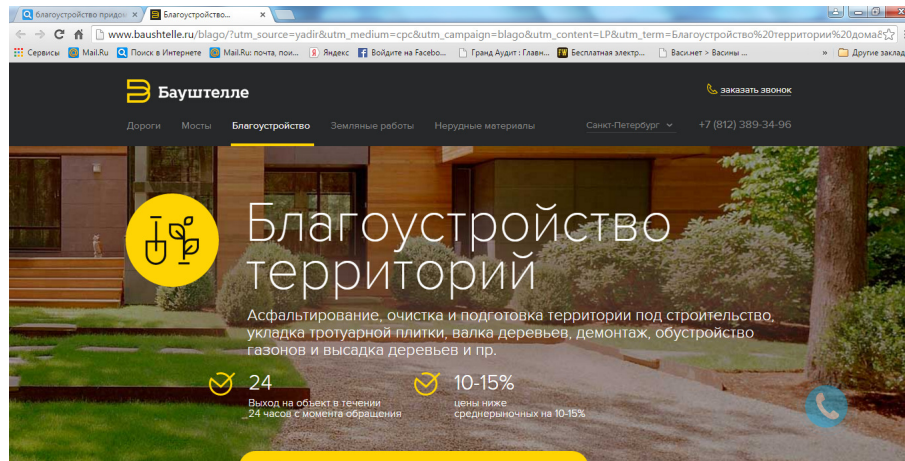 благоустройство придом
Благоустройство...
www.baushtelle.ru/blago/?utm_source=yadir&utm_medium=cpc&utm_campaign=blago&utm_content=LP&utm_term=Благоустройство%20территории%20дома&
Сервисы Mail.Ru Поиск в Интернете Mail.Ru: почта, пои... Яндекс Войдите на Facebo... Гранд Аудит : Главн... Бесплатная электр... Васи.нет > Васины ... » Другие заклад
Бауштелле
заказать звонок
Дороги Мосты Благоустройство Земляные работы Нерудные материалы Санкт-Петербург +7 (812) 389-34-96
Благоустройство
территорий
Асфальтирование, очистка и подготовка территории под строительство,
укладка тротуарной плитки, валка деревьев, демонтаж, обустройство
газонов и высадка деревьев и пр.
24
Выход на объект в течении
24 часов с момента обращения
10-15%
цены ниже
среднерыночных на 10-15%